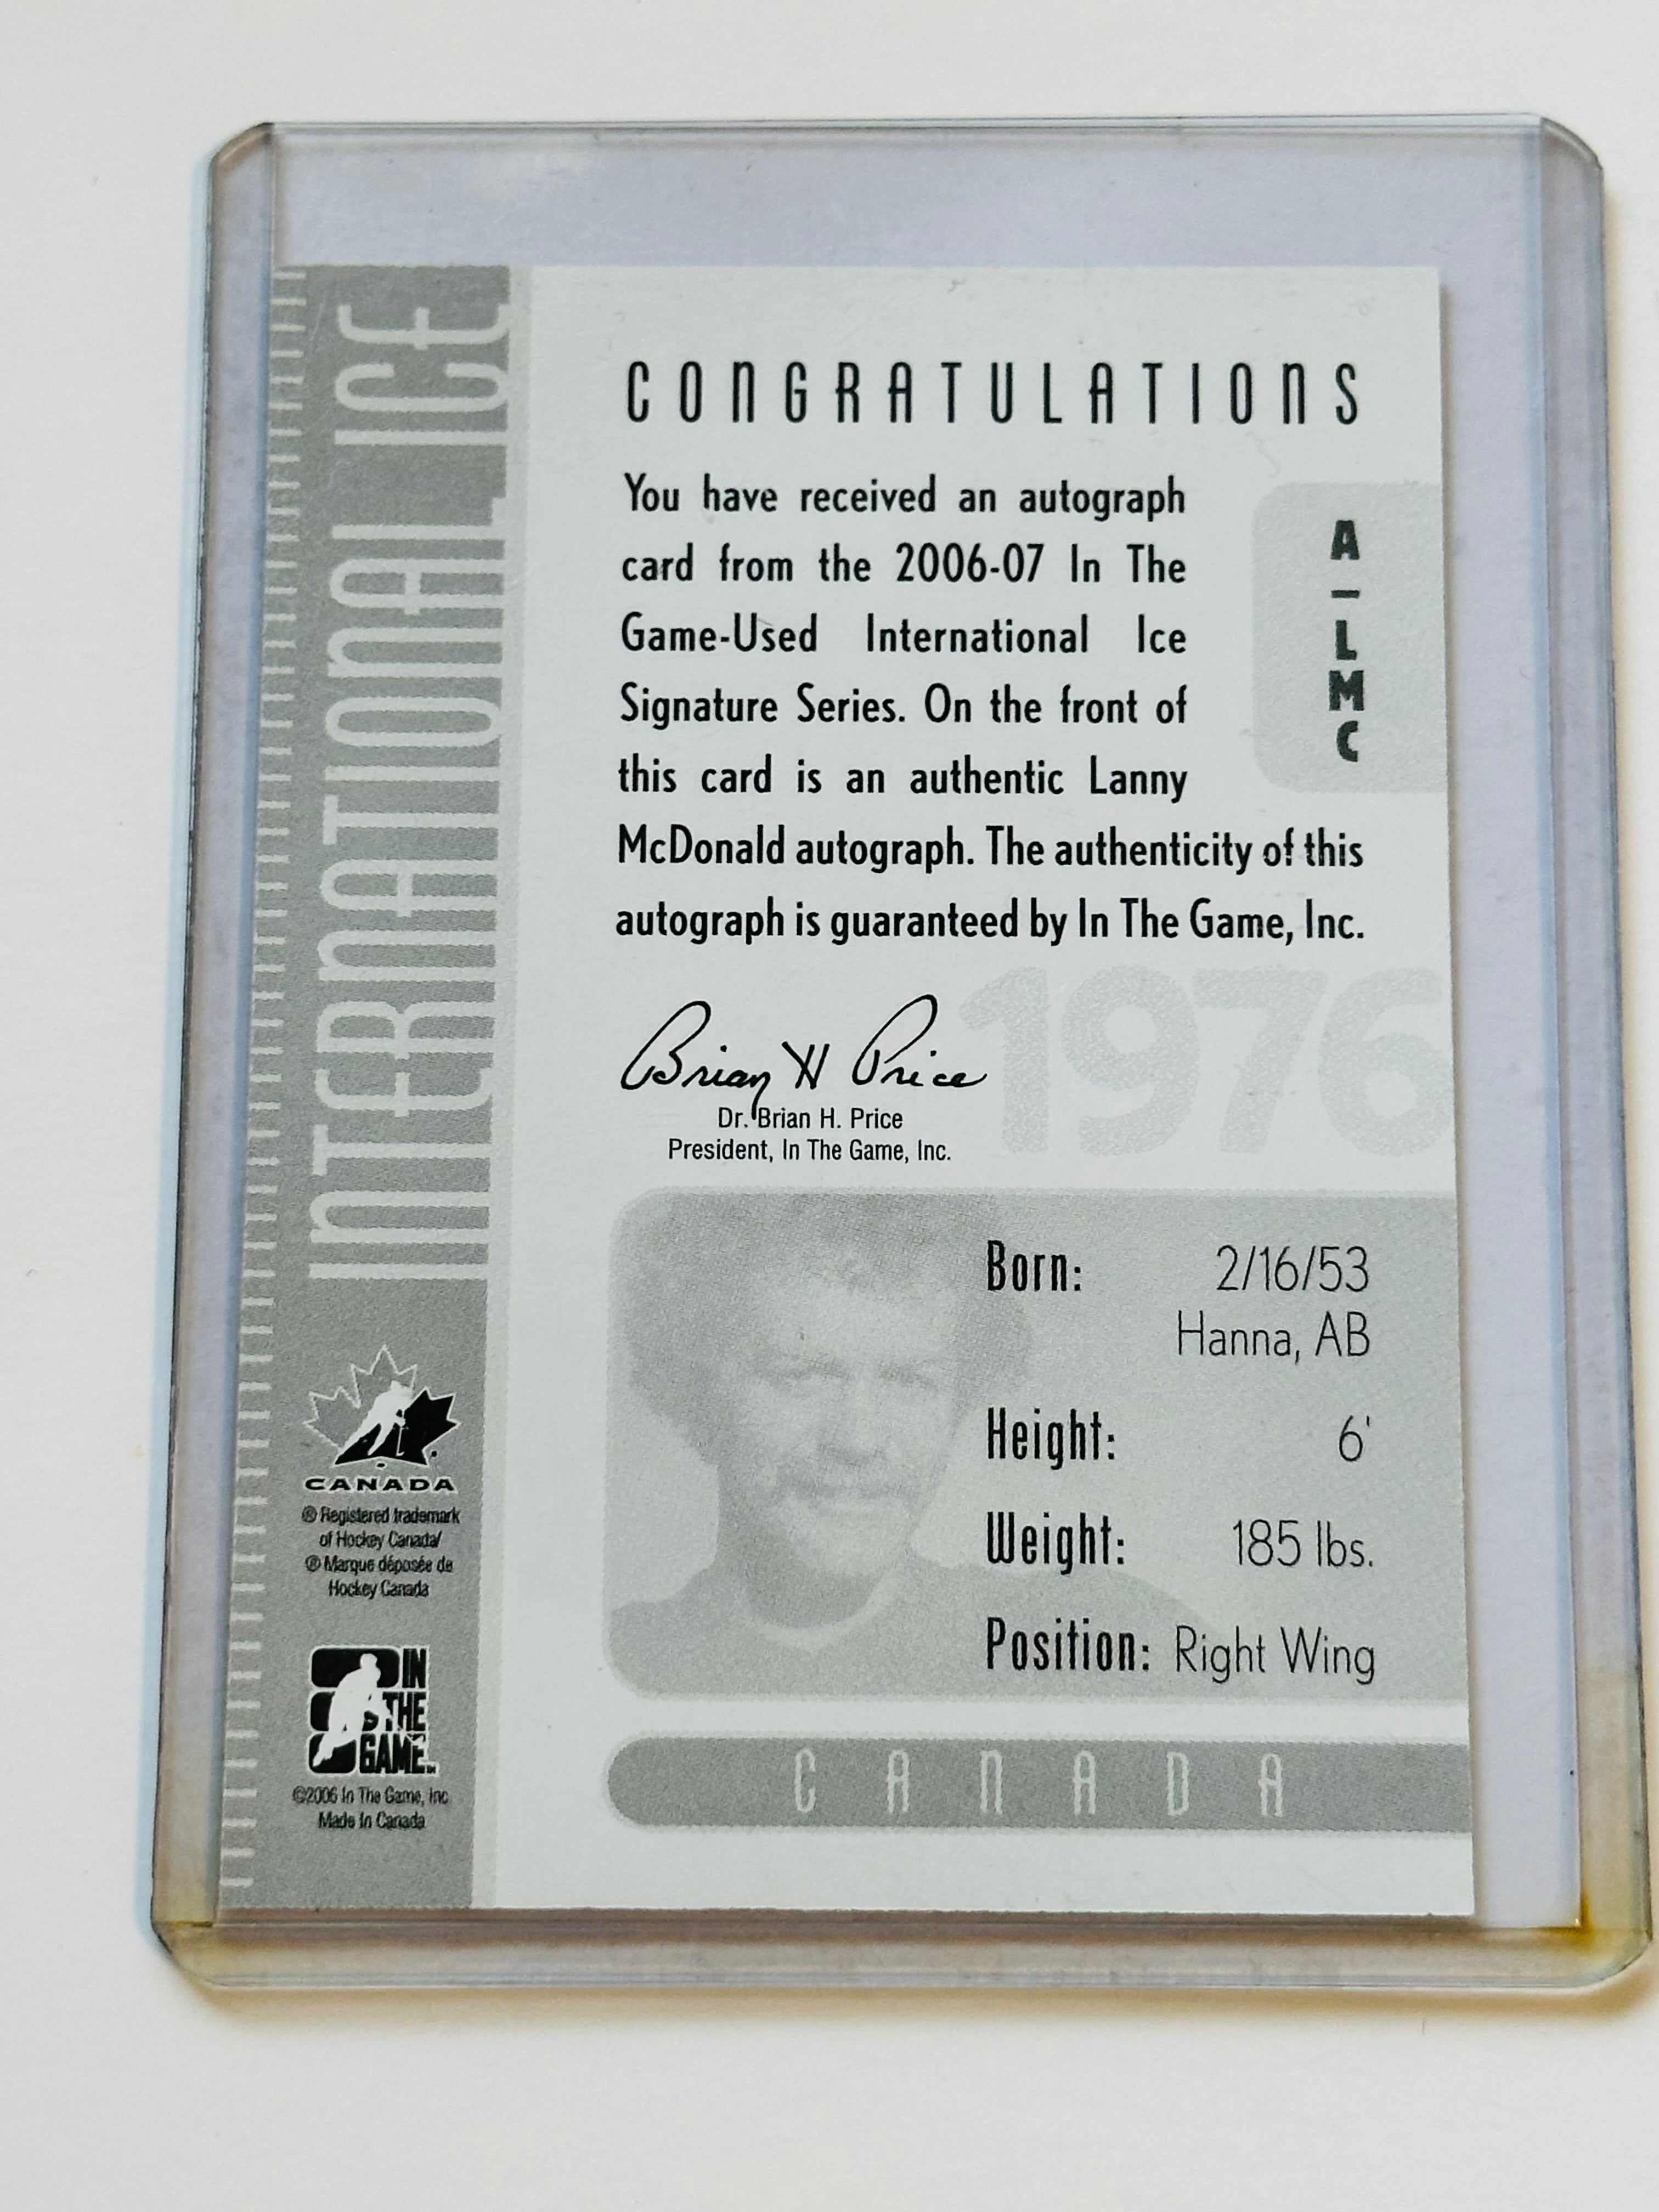 INTERNATIONAL ICE
CONGRATULATIONS
You have received an autograph
card from the 2006-07 In The
Game-Used International Ice
Signature Series. On the front of
this card is an authentic Lanny
McDonald autograph. The authenticity of this
autograph is guaranteed by In The Game, Inc.
A
–
L
M
C
1976
Brian H Price
Dr. Brian H. Price
President, In The Game, Inc.
Born: 2/16/53
Hanna, AB
Height: 6'
Weight: 185 lbs.
Position: Right Wing
CANADA
CANADA
® Registered trademark
of Hockey Canada/
® Marque déposée de
Hockey Canada
IN
THE
GAME™
©2006 In The Game, Inc
Made In Canada